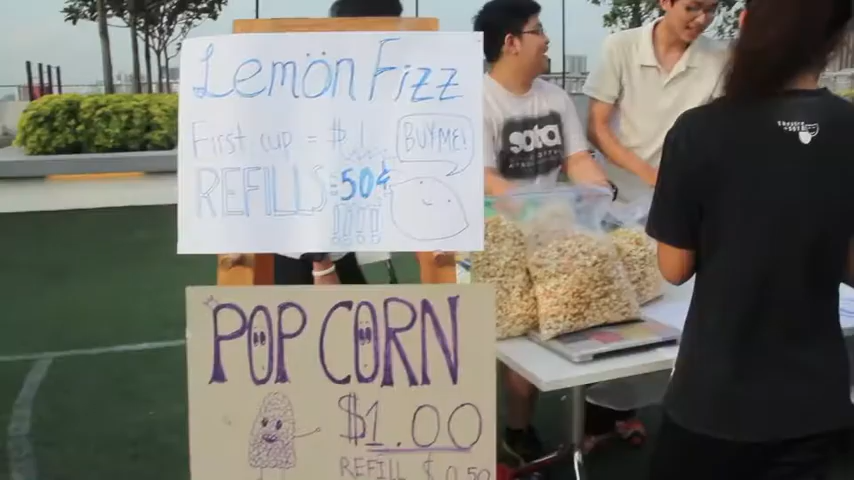 Lemön Fizz
First cup = $1
BUY ME!
REFILLS = 50¢
!!!!
POPCORN
$1.00
REFILL $0.50
sota